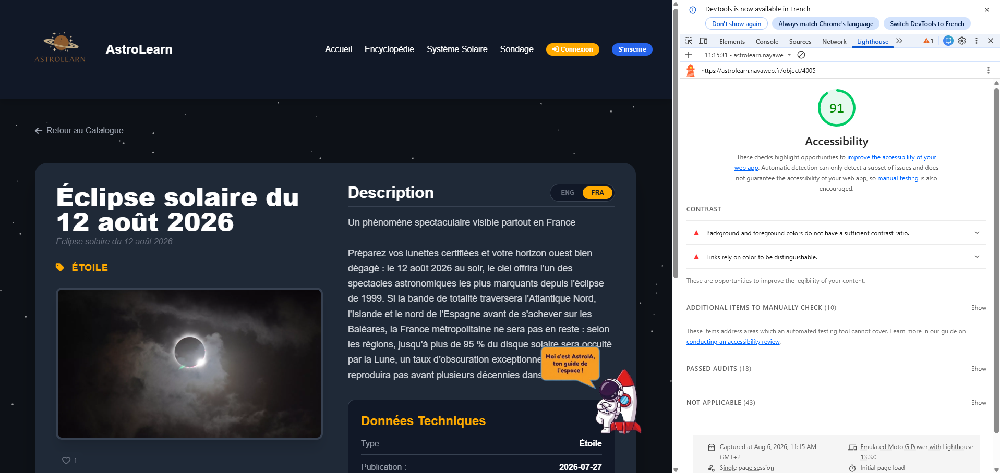 ASTROLEARN
AstroLearn
Accueil
Encyclopédie
Système Solaire
Sondage
Connexion
S'inscrire
Retour au Catalogue
Éclipse solaire du
12 août 2026
Éclipse solaire du 12 août 2026
ÉTOILE
1
Description
ENG
FRA
Un phénomène spectaculaire visible partout en France
Préparez vos lunettes certifiées et votre horizon ouest bien
dégagé : le 12 août 2026 au soir, le ciel offrira l'un des
spectacles astronomiques les plus marquants depuis l'éclipse
de 1999. Si la bande de totalité traversera l'Atlantique Nord,
l'Islande et le nord de l'Espagne avant de s'achever sur les
Baléares, la France métropolitaine ne sera pas en reste : selon
les régions, jusqu'à plus de 95 % du disque solaire sera occulté
par la Lune, un taux d'obscuration exceptionne
reproduira pas avant plusieurs décennies dans
Moi c'est AstroIA,
ton guide de
l'espace !
Données Techniques
Type :
Étoile
Publication :
2026-07-27
DevTools is now available in French
Don't show again
Always match Chrome's language
Switch DevTools to French
Elements
Console
Sources
Network
Lighthouse
1
11:15:31 - astrolearn.nayawel
https://astrolearn.nayaweb.fr/object/4005
91
Accessibility
These checks highlight opportunities to improve the accessibility of your
web app. Automatic detection can only detect a subset of issues and does
not guarantee the accessibility of your web app, so manual testing is also
encouraged.
CONTRAST
Background and foreground colors do not have a sufficient contrast ratio.
Links rely on color to be distinguishable.
These are opportunities to improve the legibility of your content.
ADDITIONAL ITEMS TO MANUALLY CHECK (10)
Show
These items address areas which an automated testing tool cannot cover. Learn more in our guide on
conducting an accessibility review.
PASSED AUDITS (18)
Show
NOT APPLICABLE (43)
Show
Captured at Aug 6, 2026, 11:15 AM
GMT+2
Emulated Moto G Power with Lighthouse
13.3.0
Single page session
Initial page load